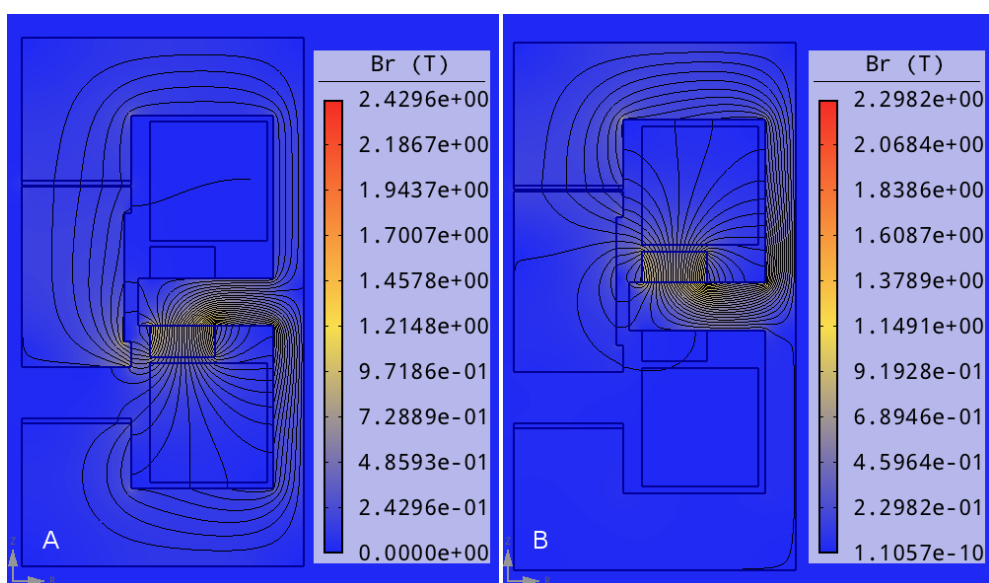 Br (T)
2.4296e+00
2.1867e+00
1.9437e+00
1.7007e+00
1.4578e+00
1.2148e+00
9.7186e-01
7.2889e-01
4.8593e-01
2.4296e-01
0.0000e+00
A
Z
R
Br (T)
2.2982e+00
2.0684e+00
1.8386e+00
1.6087e+00
1.3789e+00
1.1491e+00
9.1928e-01
6.8946e-01
4.5964e-01
2.2982e-01
1.1057e-10
B
Z
R